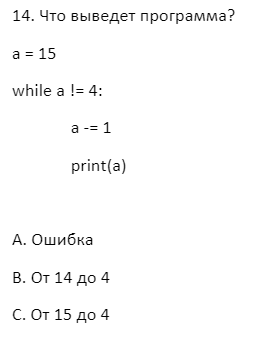 14. Что выведет программа?
a = 15
while a != 4:
a -= 1
print(a)
A. Ошибка
B. От 14 до 4
C. От 15 до 4